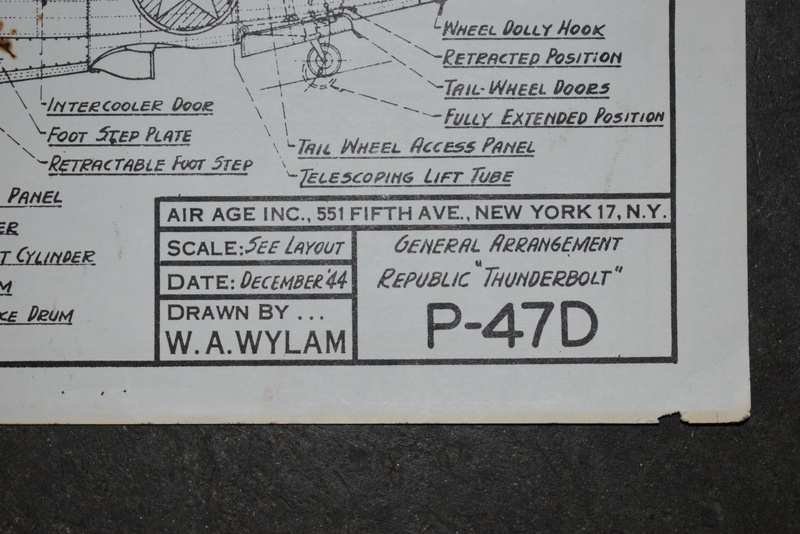 WHEEL DOLLY HOOK
RETRACTED POSITION
TAIL-WHEEL DOORS
FULLY EXTENDED POSITION
TAIL WHEEL ACCESS PANEL
TELESCOPING LIFT TUBE
INTERCOOLER DOOR
FOOT STEP PLATE
RETRACTABLE FOOT STEP
PANEL
CYLINDER
DRUM
AIR AGE INC., 551 FIFTH AVE., NEW YORK 17, N.Y.
SCALE: SEE LAYOUT
DATE: DECEMBER '44
DRAWN BY ...
W. A. WYLAM
GENERAL ARRANGEMENT
REPUBLIC "THUNDERBOLT"
P-47D